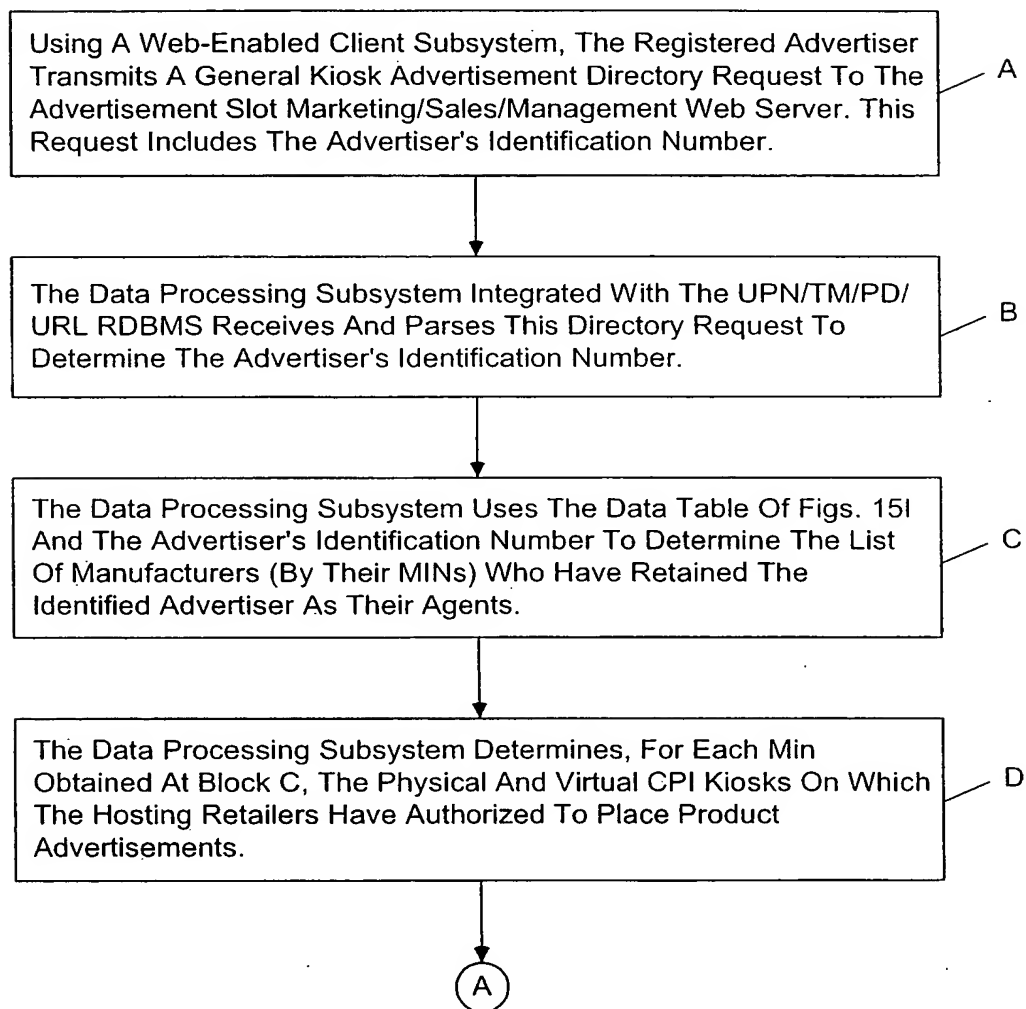 Using A Web-Enabled Client Subsystem, The Registered Advertiser
Transmits A General Kiosk Advertisement Directory Request To The
Advertisement Slot Marketing/Sales/Management Web Server. This
Request Includes The Advertiser's Identification Number.
A
The Data Processing Subsystem Integrated With The UPN/TM/PD/
URL RDBMS Receives And Parses This Directory Request To
Determine The Advertiser's Identification Number.
B
The Data Processing Subsystem Uses The Data Table Of Figs. 15I
And The Advertiser's Identification Number To Determine The List
Of Manufacturers (By Their MINs) Who Have Retained The
Identified Advertiser As Their Agents.
C
The Data Processing Subsystem Determines, For Each Min
Obtained At Block C, The Physical And Virtual CPI Kiosks On Which
The Hosting Retailers Have Authorized To Place Product
Advertisements.
D
A